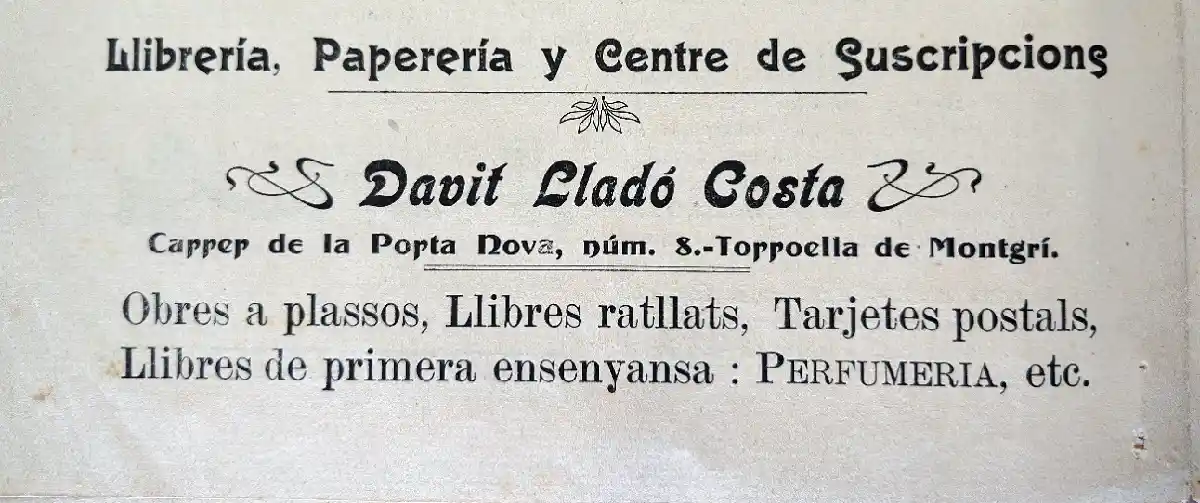 Llibrería, Paperería y Centre de Suscripcions
Davit Lladó Costa
Carrer de la Porta Nova, núm. 8.-Torroella de Montgrí.
Obres a plassos, Llibres ratllats, Tarjetes postals,
Llibres de primera ensenyansa : PERFUMERIA, etc.